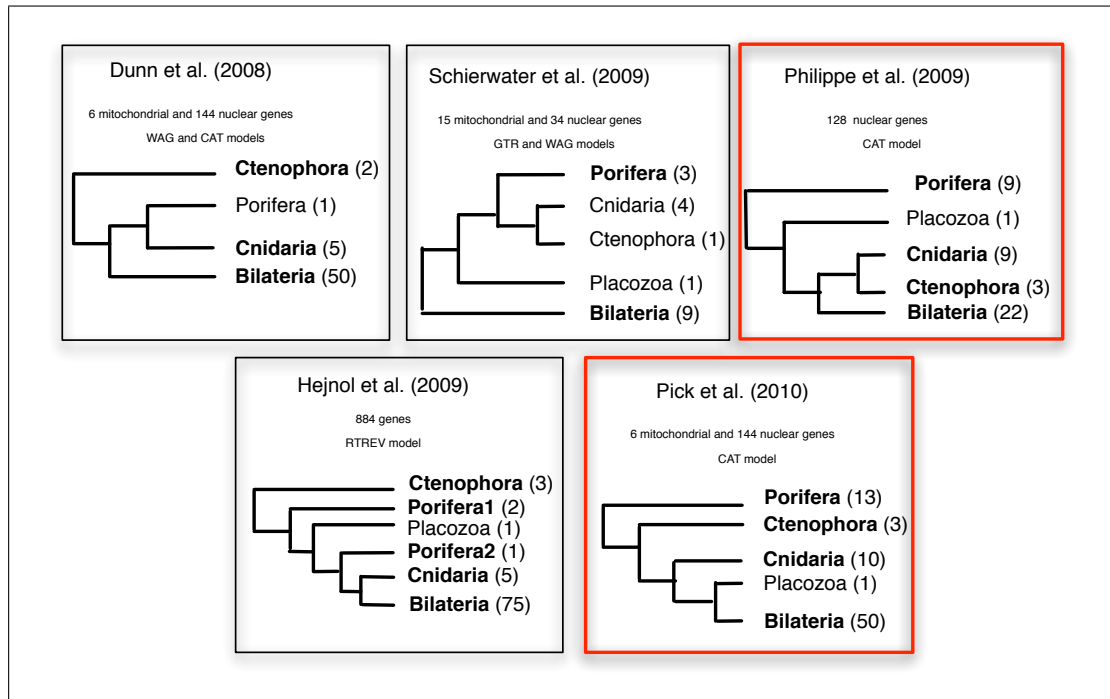 Dunn et al. (2008)
6 mitochondrial and 144 nuclear genes
WAG and CAT models
Ctenophora (2)
Porifera (1)
Cnidaria (5)
Bilateria (50)
Schierwater et al. (2009)
15 mitochondrial and 34 nuclear genes
GTR and WAG models
Porifera (3)
Cnidaria (4)
Ctenophora (1)
Placozoa (1)
Bilateria (9)
Philippe et al. (2009)
128 nuclear genes
CAT model
Porifera (9)
Placozoa (1)
Cnidaria (9)
Ctenophora (3)
Bilateria (22)
Hejnol et al. (2009)
884 genes
RTREV model
Ctenophora (3)
Porifera1 (2)
Placozoa (1)
Porifera2 (1)
Cnidaria (5)
Bilateria (75)
Pick et al. (2010)
6 mitochondrial and 144 nuclear genes
CAT model
Porifera (13)
Ctenophora (3)
Cnidaria (10)
Placozoa (1)
Bilateria (50)